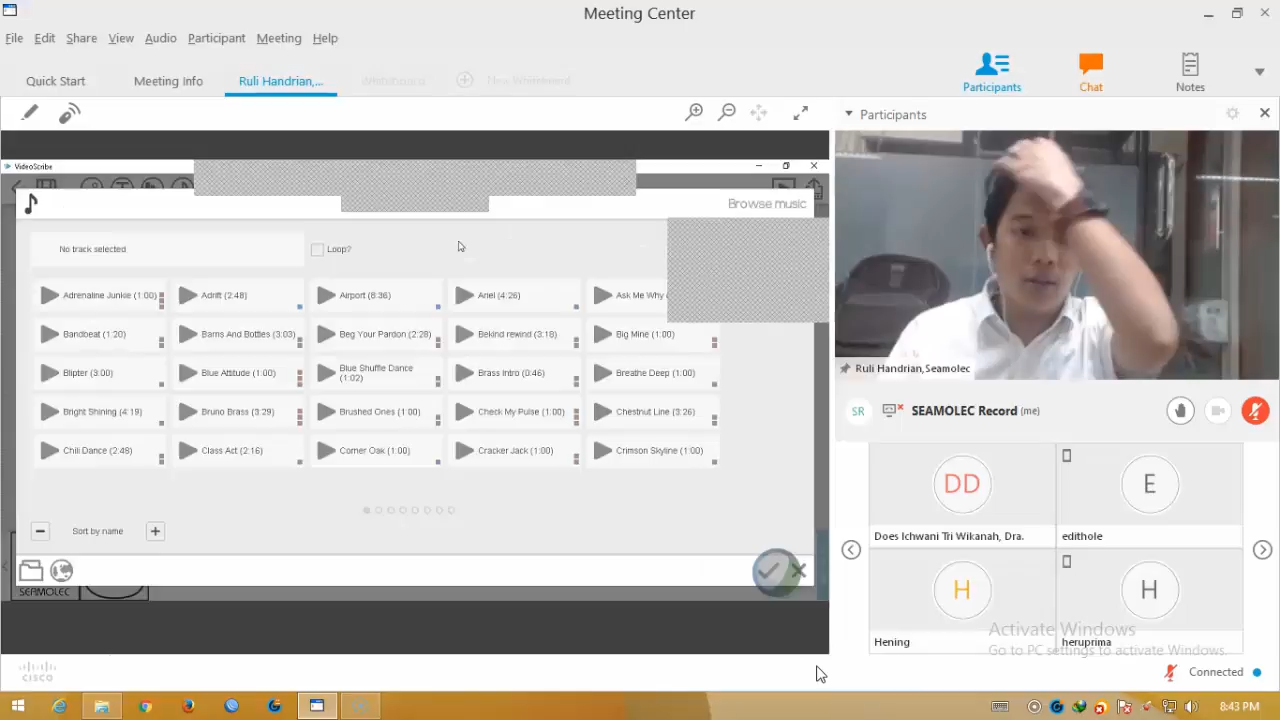 Meeting Center
File Edit Share View Audio Participant Meeting Help
Quick Start Meeting Info Ruli Handrian,... Whiteboard New Whiteboard
Participants Chat Notes
Participants
VideoScribe
Browse music
No track selected Loop?
Adrenaline Junkie (1:00) Adrift (2:48) Airport (8:36) Ariel (4:26) Ask Me Why
Bandbeat (1:20) Barns And Bottles (3:03) Beg Your Pardon (2:28) Bekind rewind (3:18) Big Mine (1:00)
Blipter (3:00) Blue Attitude (1:00) Blue Shuffle Dance (1:02) Brass Intro (0:46) Breathe Deep (1:00)
Bright Shining (4:19) Bruno Brass (3:29) Brushed Ones (1:00) Check My Pulse (1:00) Chestnut Line (3:26)
Chili Dance (2:48) Class Act (2:16) Corner Oak (1:00) Cracker Jack (1:00) Crimson Skyline (1:00)
Sort by name
SEAMOLEC
Ruli Handrian,Seamolec
SR SEAMOLEC Record (me)
DD E
Does Ichwani Tri Wikanah, Dra. edithole
H H
Hening heruprima
Activate Windows
Go to PC settings to activate Windows.
Connected
cisco
8:43 PM